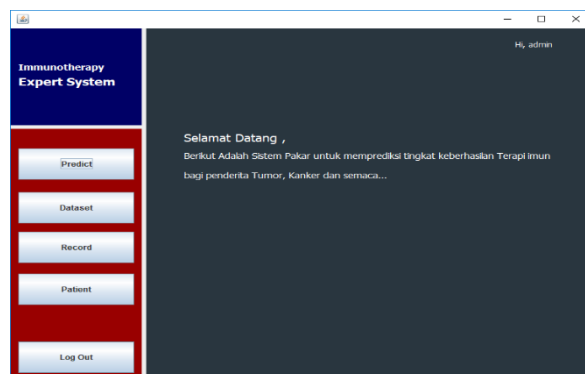 Hi, admin
Immunotherapy
Expert System
Selamat Datang ,
Berikut Adalah Sistem Pakar untuk memprediksi tingkat keberhasilan Terapi imun
bagi penderita Tumor, Kanker dan semaca...
Predict
Dataset
Record
Patient
Log Out